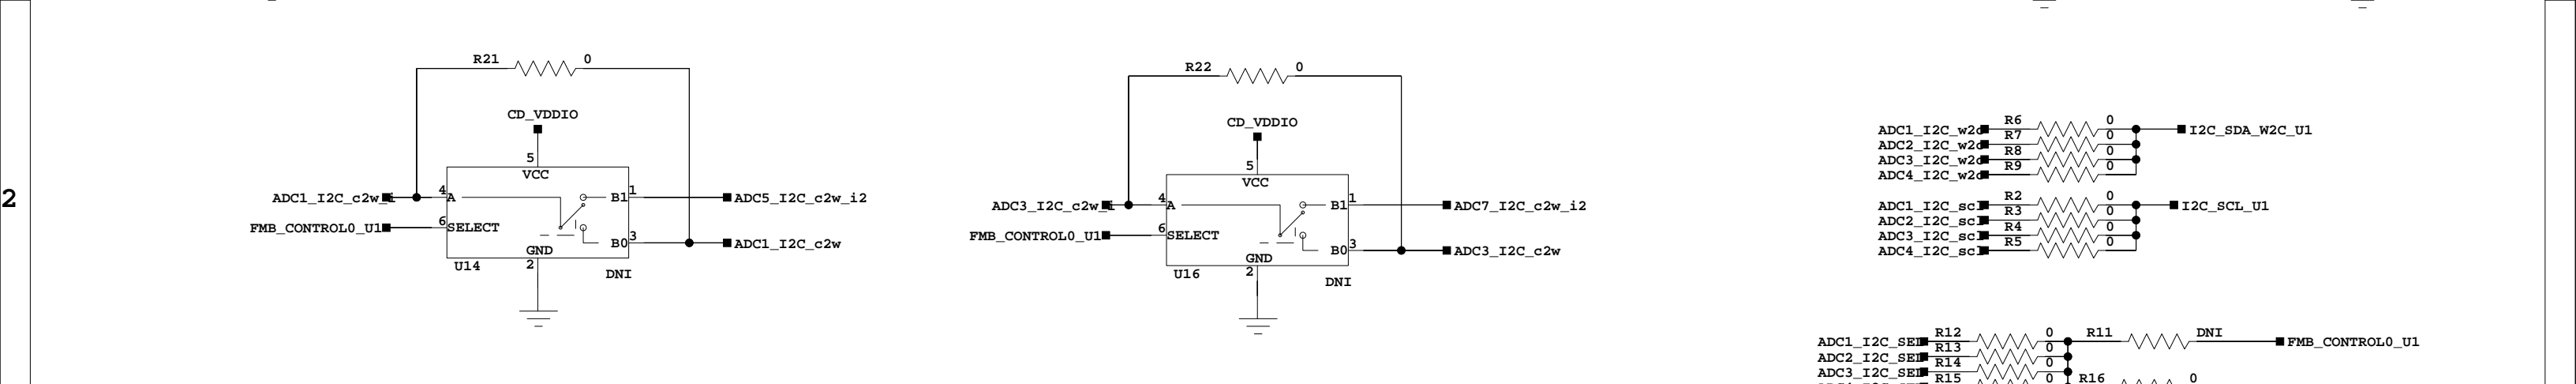 2
R21 0
CD_VDDIO
5
VCC
ADC1_I2C_c2w_i 4 A B1 1 ADC5_I2C_c2w_i2
FMB_CONTROL0_U1 6 SELECT
B0 3 ADC1_I2C_c2w
GND
2
U14 DNI
R22 0
CD_VDDIO
5
VCC
ADC3_I2C_c2w_i 4 A B1 1 ADC7_I2C_c2w_i2
FMB_CONTROL0_U1 6 SELECT
B0 3 ADC3_I2C_c2w
GND
2
U16 DNI
ADC1_I2C_w2c R6 0 I2C_SDA_W2C_U1
ADC2_I2C_w2c R7 0
ADC3_I2C_w2c R8 0
ADC4_I2C_w2c R9 0
ADC1_I2C_scl R2 0 I2C_SCL_U1
ADC2_I2C_scl R3 0
ADC3_I2C_scl R4 0
ADC4_I2C_scl R5 0
ADC1_I2C_SEL R12 0 R11 DNI FMB_CONTROL0_U1
ADC2_I2C_SEL R13 0
ADC3_I2C_SEL R14 0
R15 0 R16 0